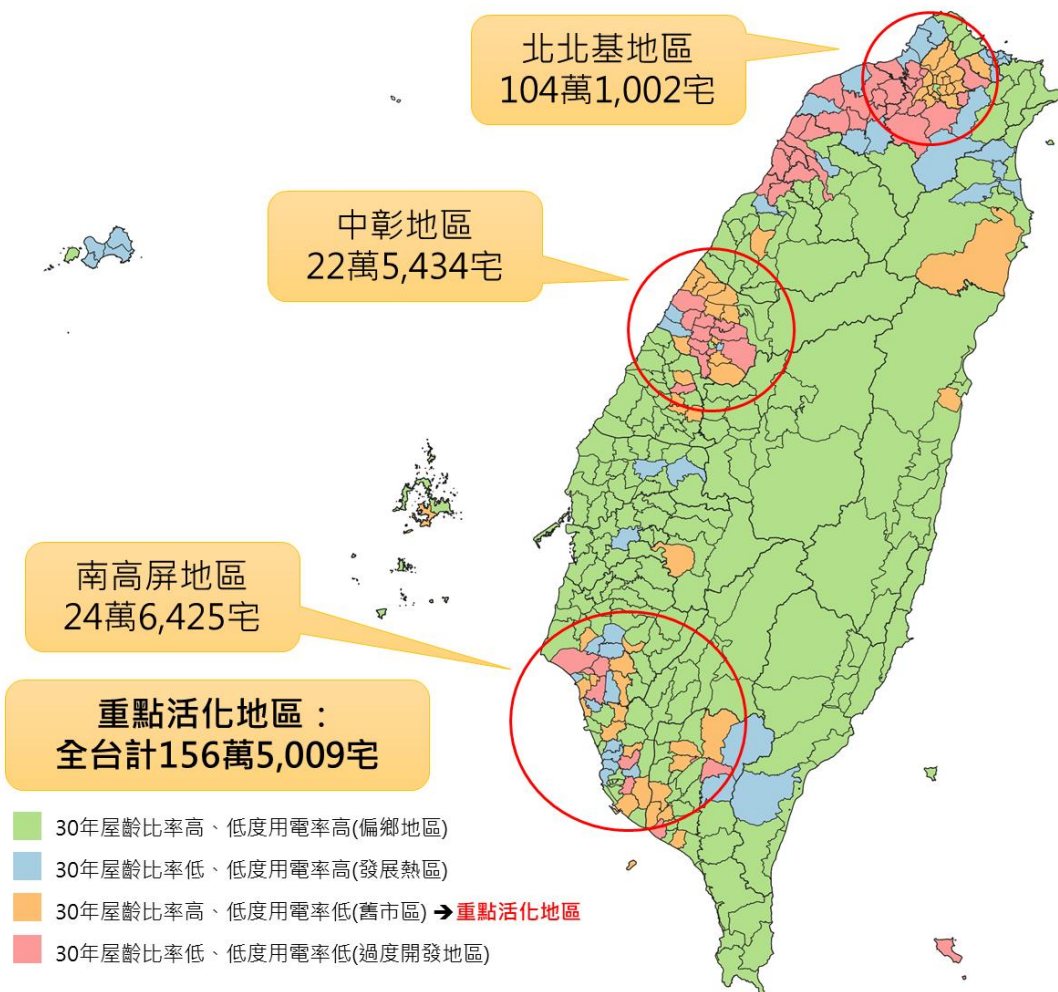 北北基地區
104萬1,002宅
中彰地區
22萬5,434宅
南高屏地區
24萬6,425宅
重點活化地區：
全台計156萬5,009宅
30年屋齡比率高、低度用電率高(偏鄉地區)
30年屋齡比率低、低度用電率高(發展熱區)
30年屋齡比率高、低度用電率低(舊市區) ➔重點活化地區
30年屋齡比率低、低度用電率低(過度開發地區)